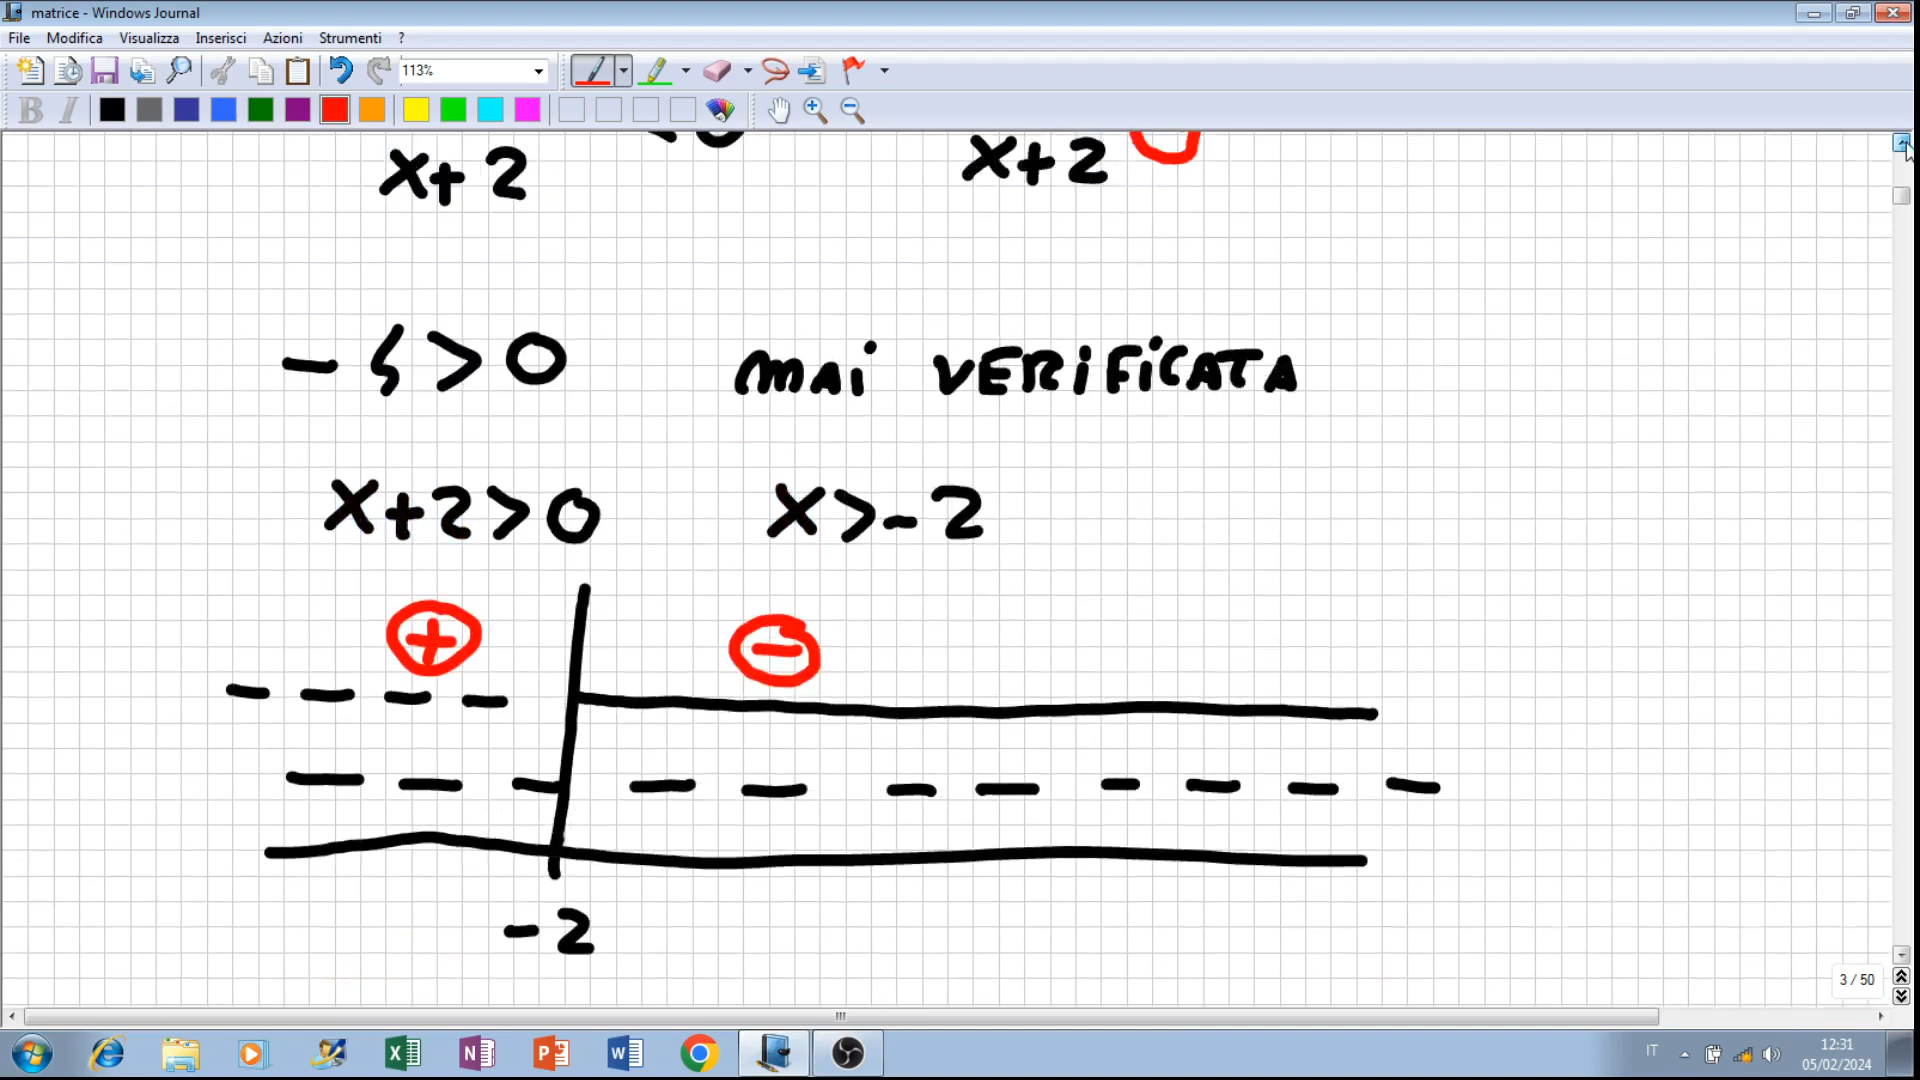 matrice - Windows Journal
File Modifica Visualizza Inserisci Azioni Strumenti ?
113%
B I
x+2 x+2
- 5 > 0 mai VERiFiCATA
x+2>0 x>-2
+ -
-2
3 / 50
IT 12:31
05/02/2024